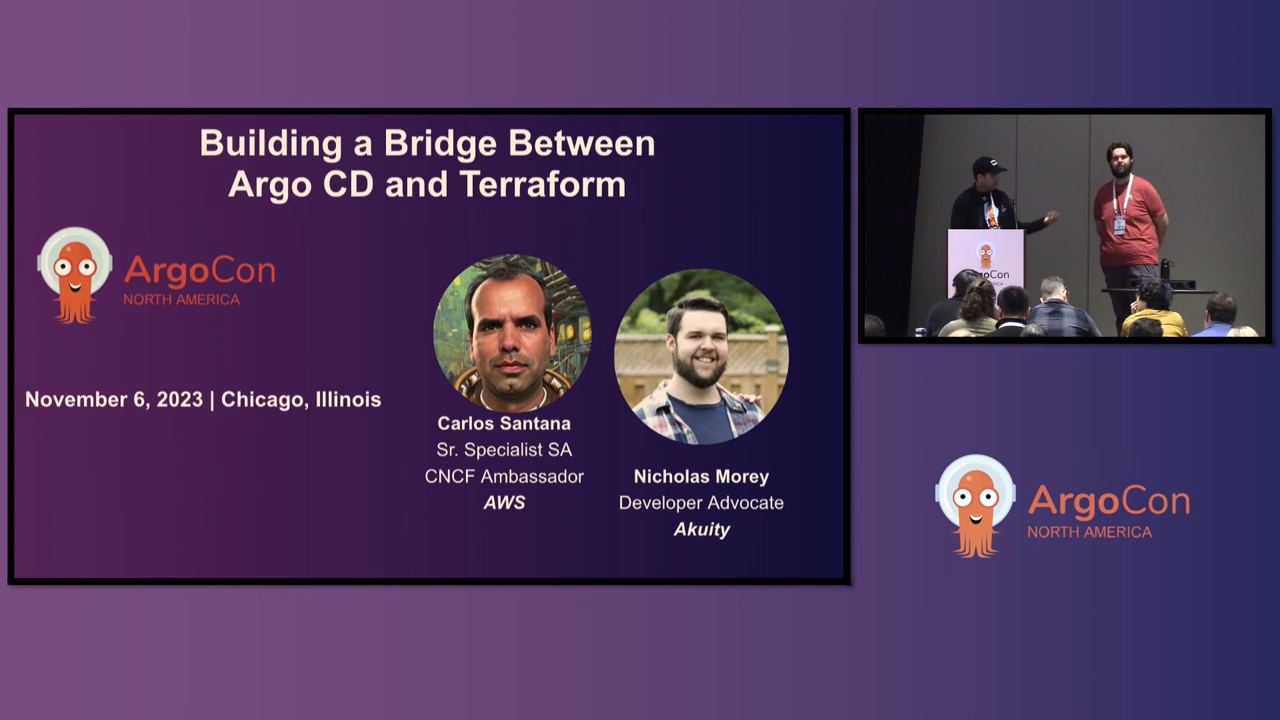 Building a Bridge Between
Argo CD and Terraform
ArgoCon
NORTH AMERICA
November 6, 2023 | Chicago, Illinois
Carlos Santana
Sr. Specialist SA
CNCF Ambassador
AWS
Nicholas Morey
Developer Advocate
Akuity
ArgoCon
NORTH AMERICA